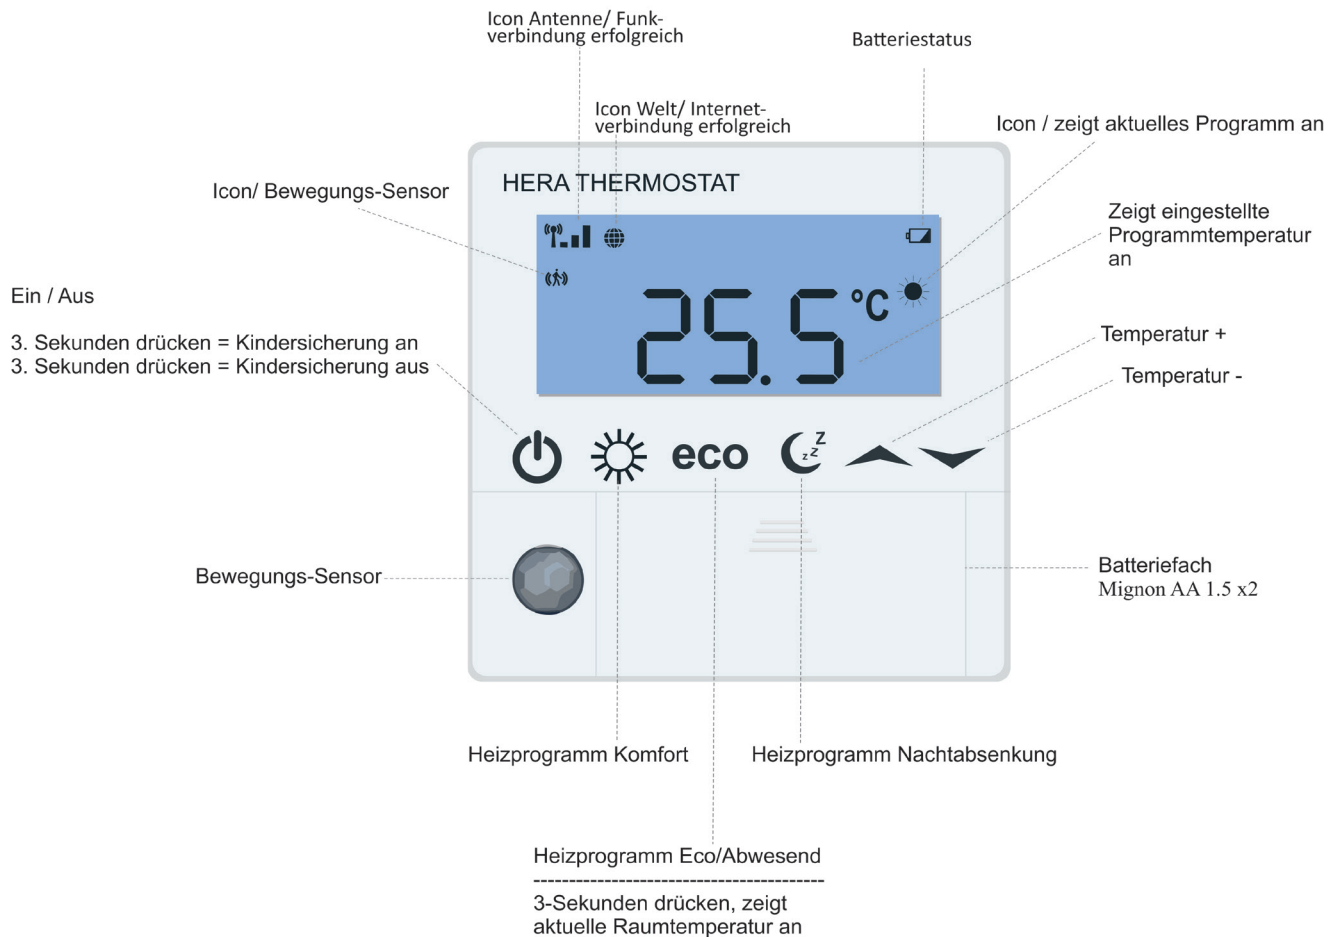 Icon Antenne/ Funk-
verbindung erfolgreich
Batteriestatus
Icon Welt/ Internet-
verbindung erfolgreich
Icon / zeigt aktuelles Programm an
HERA THERMOSTAT
Icon/ Bewegungs-Sensor
Zeigt eingestellte
Programmtemperatur
an
25.5 °C
Ein / Aus
3. Sekunden drücken = Kindersicherung an
3. Sekunden drücken = Kindersicherung aus
Temperatur +
Temperatur -
eco
z z Z
Bewegungs-Sensor
Batteriefach
Mignon AA 1.5 x2
Heizprogramm Komfort
Heizprogramm Nachtabsenkung
Heizprogramm Eco/Abwesend
3-Sekunden drücken, zeigt
aktuelle Raumtemperatur an